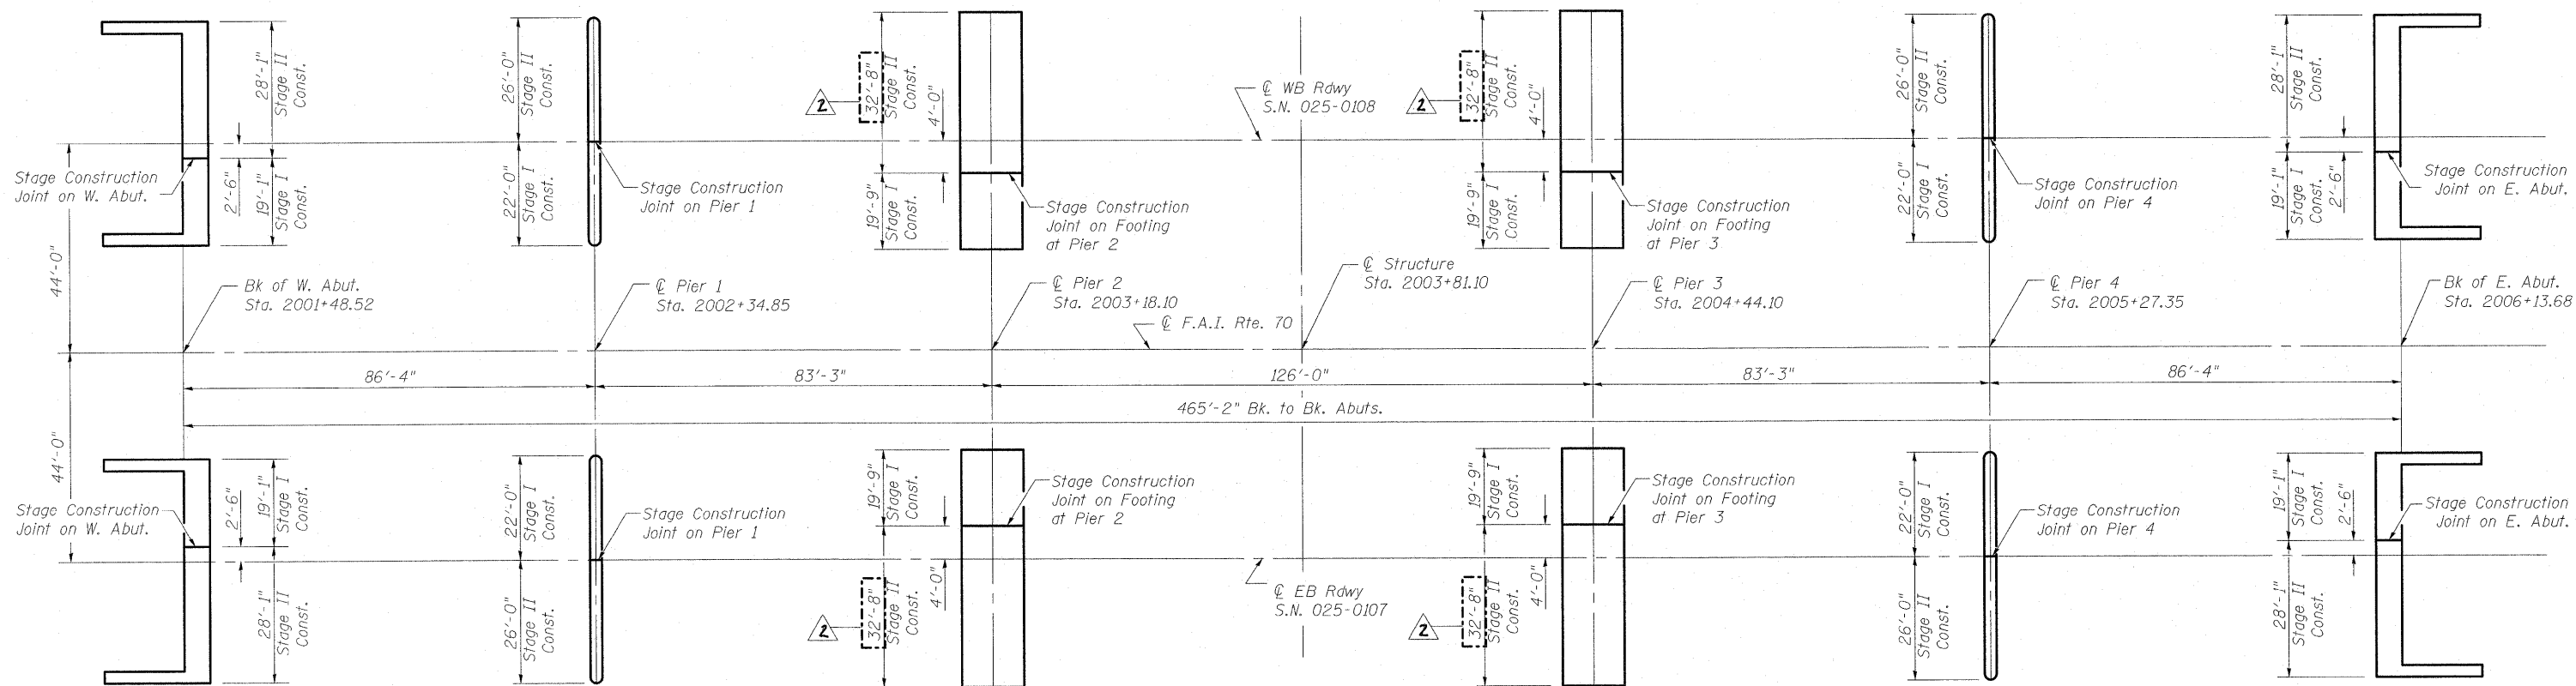 28'-1"
Stage II
Const.
26'-0"
Stage II
Const.
2
32'-8"
Stage II
Const.
4'-0"
℄ WB Rdwy
S.N. 025-0108
2
32'-8"
Stage II
Const.
4'-0"
26'-0"
Stage II
Const.
28'-1"
Stage II
Const.
Stage Construction
Joint on W. Abut.
2'-6"
19'-1"
Stage I
Const.
22'-0"
Stage I
Const.
Stage Construction
Joint on Pier 1
19'-9"
Stage I
Const.
Stage Construction
Joint on Footing
at Pier 2
19'-9"
Stage I
Const.
Stage Construction
Joint on Footing
at Pier 3
22'-0"
Stage I
Const.
Stage Construction
Joint on Pier 4
19'-1"
Stage I
Const.
2'-6"
Stage Construction
Joint on E. Abut.
44'-0"
Bk of W. Abut.
Sta. 2001+48.52
℄ Pier 1
Sta. 2002+34.85
℄ Pier 2
Sta. 2003+18.10
℄ F.A.I. Rte. 70
℄ Structure
Sta. 2003+81.10
℄ Pier 3
Sta. 2004+44.10
℄ Pier 4
Sta. 2005+27.35
Bk of E. Abut.
Sta. 2006+13.68
86'-4"
83'-3"
126'-0"
83'-3"
86'-4"
465'-2" Bk. to Bk. Abuts.
44'-0"
Stage Construction
Joint on W. Abut.
2'-6"
19'-1"
Stage I
Const.
22'-0"
Stage I
Const.
Stage Construction
Joint on Pier 1
19'-9"
Stage I
Const.
Stage Construction
Joint on Footing
at Pier 2
19'-9"
Stage I
Const.
Stage Construction
Joint on Footing
at Pier 3
22'-0"
Stage I
Const.
Stage Construction
Joint on Pier 4
19'-1"
Stage I
Const.
2'-6"
Stage Construction
Joint on E. Abut.
28'-1"
Stage II
Const.
26'-0"
Stage II
Const.
2
32'-8"
Stage II
Const.
4'-0"
℄ EB Rdwy
S.N. 025-0107
2
32'-8"
Stage II
Const.
4'-0"
26'-0"
Stage II
Const.
28'-1"
Stage II
Const.